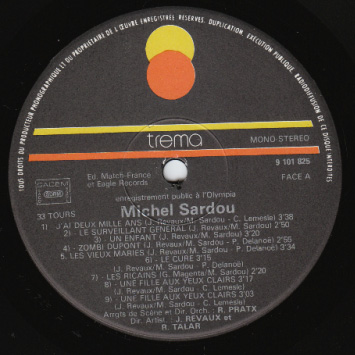 TOUS DROITS DU PRODUCTEUR PHONOGRAPHIQUE ET DU PROPRIETAIRE DE L'ŒUVRE ENREGISTREE RESERVES. DUPLICATION, EXECUTION PUBLIQUE, RADIODIFFUSION DE CE DISQUE INTERDITES
trema
MONO-STEREO
Ed. Match-France
et Eagle Records
9 101 825
SACEM
FACE A
enregistrement public à l'Olympia
33 TOURS
Michel Sardou
1) - J'AI DEUX MILLE ANS (J. Revaux/M. Sardou - C. Lemesle) 3'38
2) - LE SURVEILLANT GENERAL (J. Revaux/M. Sardou) 2'50
3) - UN ENFANT (J. Revaux/M. Sardou) 3'20
4) - ZOMBI DUPONT (J. Revaux/M. Sardou - P. Delanoë) 2'55
5. LES VIEUX MARIES (J. Revaux/M. Sardou - P. Delanoë) 3'34
6) - LE CURE 3'15
(J. Revaux/M. Sardou - P. Delanoë)
7) - LES RICAINS (G. Magenta/M. Sardou) 2'20
8) - UNE FILLE AUX YEUX CLAIRS 3'17
(J. Revaux/M. Sardou - C. Lemesle)
9) - UNE FILLE AUX YEUX CLAIRS 3'03
(J. Revaux/M. Sardou - C. Lemesle)
Arrgts de Scène et Dir. Orch. : R. PRATX
Dir. Artist. : J. REVAUX et
R. TALAR